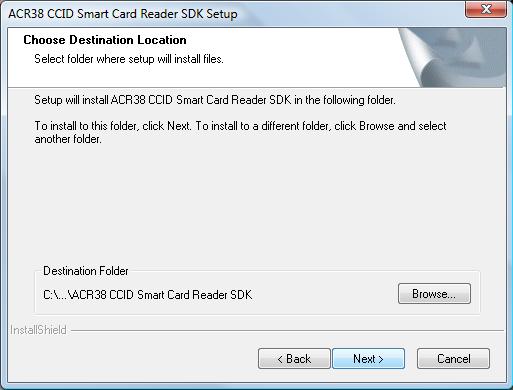 ACR38 CCID Smart Card Reader SDK Setup
Choose Destination Location
Select folder where setup will install files.
Setup will install ACR38 CCID Smart Card Reader SDK in the following folder.
To install to this folder, click Next. To install to a different folder, click Browse and select
another folder.
Destination Folder
C:\...\ACR38 CCID Smart Card Reader SDK
Browse...
InstallShield
< Back
Next >
Cancel